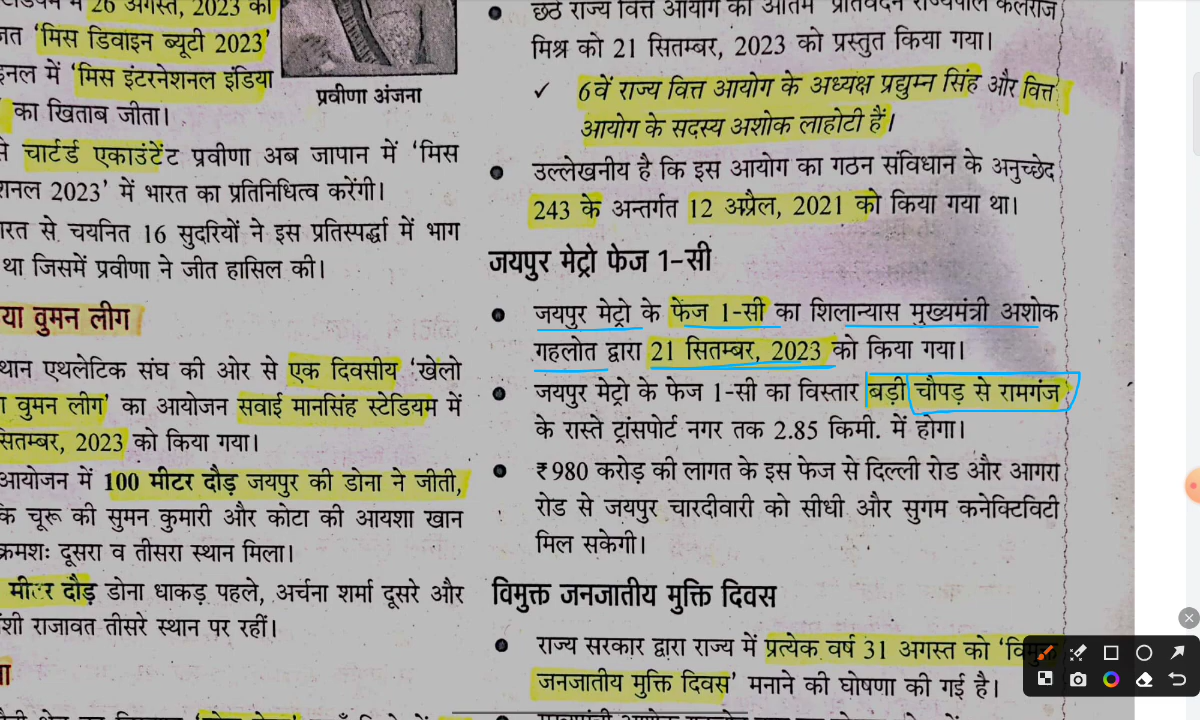 26 अगस्त, 2023 को
'मिस डिवाइन ब्यूटी 2023'
में 'मिस इंटरनेशनल इंडिया
का खिताब जीता।
चार्टर्ड एकाउंटेंट प्रवीणा अब जापान में 'मिस
2023' में भारत का प्रतिनिधित्व करेंगी।
से चयनित 16 सुदरियों ने इस प्रतिस्पर्द्धा में भाग
था जिसमें प्रवीणा ने जीत हासिल की।
प्रवीणा अंजना
वुमन लीग
एथलेटिक संघ की ओर से एक दिवसीय 'खेलो
वुमन लीग' का आयोजन सवाई मानसिंह स्टेडियम में
सितम्बर, 2023 को किया गया।
आयोजन में 100 मीटर दौड़ जयपुर की डोना ने जीती,
कि चूरू की सुमन कुमारी और कोटा की आयशा खान
क्रमशः दूसरा व तीसरा स्थान मिला।
मीटर दौड़ डोना धाकड़ पहले, अर्चना शर्मा दूसरे और
राजावत तीसरे स्थान पर रहीं।
छठे राज्य वित्त आयोग का अंतिम प्रतिवेदन राज्यपाल कलराज
मिश्र को 21 सितम्बर, 2023 को प्रस्तुत किया गया।
✓ 6वें राज्य वित्त आयोग के अध्यक्ष प्रद्युम्न सिंह और वित्त
आयोग के सदस्य अशोक लाहोटी हैं।
• उल्लेखनीय है कि इस आयोग का गठन संविधान के अनुच्छेद
243 के अन्तर्गत 12 अप्रैल, 2021 को किया गया था।
जयपुर मेट्रो फेज 1-सी
• जयपुर मेट्रो के फेज 1-सी का शिलान्यास मुख्यमंत्री अशोक
गहलोत द्वारा 21 सितम्बर, 2023 को किया गया।
• जयपुर मेट्रो के फेज 1-सी का विस्तार बड़ी चौपड़ से रामगंज
के रास्ते ट्रांसपोर्ट नगर तक 2.85 किमी. में होगा।
• ₹980 करोड़ की लागत के इस फेज से दिल्ली रोड और आगरा
रोड से जयपुर चारदीवारी को सीधी और सुगम कनेक्टिविटी
मिल सकेगी।
विमुक्त जनजातीय मुक्ति दिवस
• राज्य सरकार द्वारा राज्य में प्रत्येक वर्ष 31 अगस्त को 'विमुक्त
जनजातीय मुक्ति दिवस' मनाने की घोषणा की गई है।